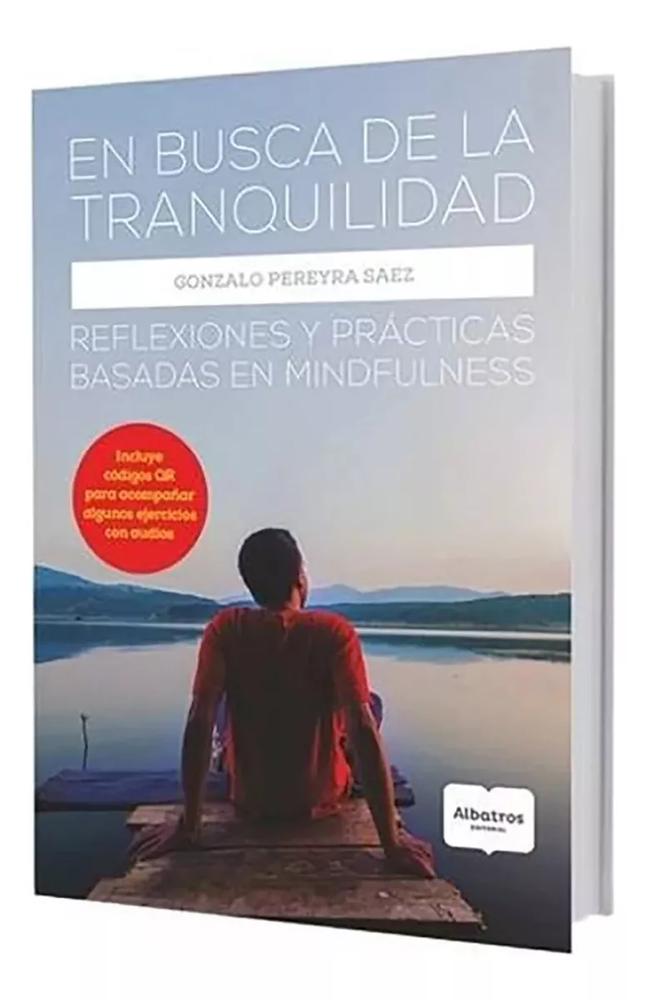 EN BUSCA DE LA
TRANQUILIDAD
GONZALO PEREYRA SAEZ
REFLEXIONES Y PRÁCTICAS
BASADAS EN MINDFULNESS
Incluye
códigos QR
para acompañar
algunos ejercicios
con audios
Albatros
EDITORIAL